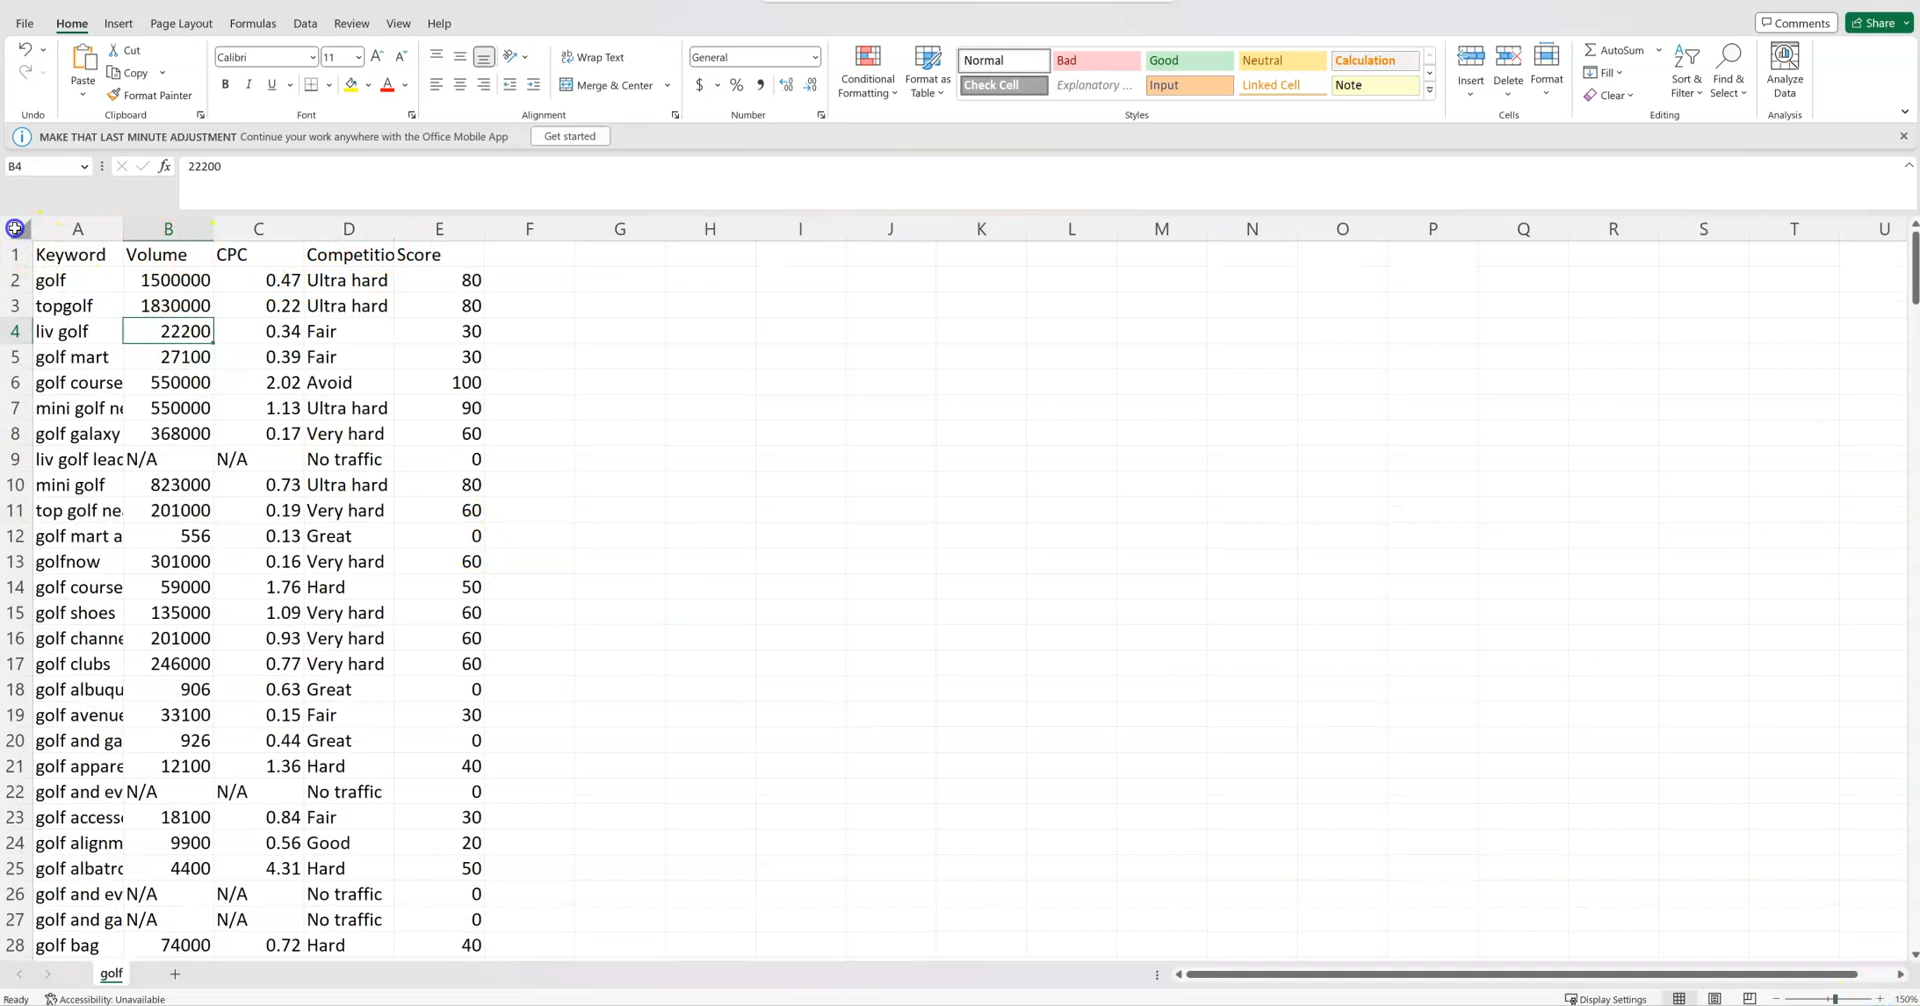 File Home Insert Page Layout Formulas Data Review View Help Comments Share
Paste
Cut
Copy
Format Painter
Calibri 11
B I U
Wrap Text
Merge & Center
General
$ % ,
Conditional Formatting
Format as Table
Normal Bad Good Neutral Calculation
Check Cell Explanatory ... Input Linked Cell Note
Insert Delete Format
AutoSum
Fill
Clear
Sort & Filter
Find & Select
Analyze Data
Undo Clipboard Font Alignment Number Styles Cells Editing Analysis
MAKE THAT LAST MINUTE ADJUSTMENT Continue your work anywhere with the Office Mobile App Get started
B4 fx 22200
A B C D E F G H I J K L M N O P Q R S T U
1 Keyword Volume CPC Competitio Score
2 golf 1500000 0.47 Ultra hard 80
3 topgolf 1830000 0.22 Ultra hard 80
4 liv golf 22200 0.34 Fair 30
5 golf mart 27100 0.39 Fair 30
6 golf course 550000 2.02 Avoid 100
7 mini golf ne 550000 1.13 Ultra hard 90
8 golf galaxy 368000 0.17 Very hard 60
9 liv golf lead N/A N/A No traffic 0
10 mini golf 823000 0.73 Ultra hard 80
11 top golf nea 201000 0.19 Very hard 60
12 golf mart a 556 0.13 Great 0
13 golfnow 301000 0.16 Very hard 60
14 golf course 59000 1.76 Hard 50
15 golf shoes 135000 1.09 Very hard 60
16 golf channe 201000 0.93 Very hard 60
17 golf clubs 246000 0.77 Very hard 60
18 golf albuqu 906 0.63 Great 0
19 golf avenue 33100 0.15 Fair 30
20 golf and ga 926 0.44 Great 0
21 golf appare 12100 1.36 Hard 40
22 golf and ev N/A N/A No traffic 0
23 golf access 18100 0.84 Fair 30
24 golf alignm 9900 0.56 Good 20
25 golf albatro 4400 4.31 Hard 50
26 golf and ev N/A N/A No traffic 0
27 golf and ga N/A N/A No traffic 0
28 golf bag 74000 0.72 Hard 40
golf
Ready Accessibility: Unavailable Display Settings 150%